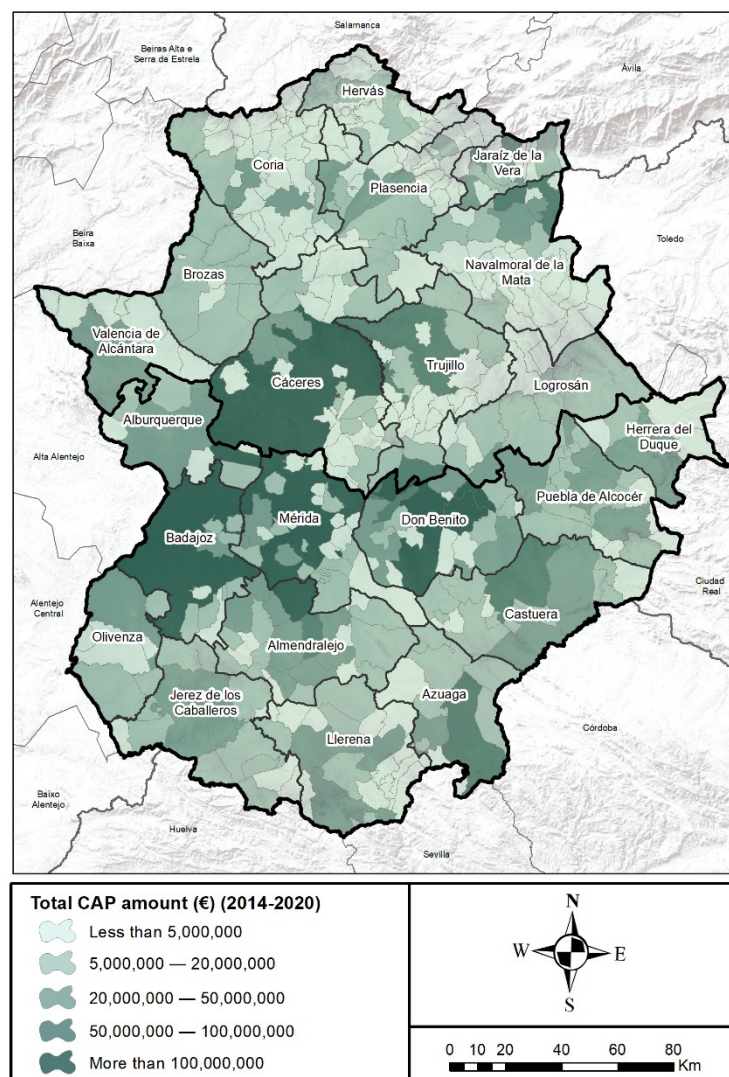 Salamanca
Beiras Alta e
Serra da Estrela
Ávila
Hervás
Coria
Jaraíz de la
Vera
Plasencia
Beira
Baixa
Toledo
Navalmoral de la
Mata
Brozas
Valencia de
Alcántara
Trujillo
Cáceres
Logrosán
Alburquerque
Herrera del
Duque
Alta Alentejo
Puebla de Alcocér
Mérida
Don Benito
Badajoz
Ciudad
Real
Alentejo
Central
Castuera
Olivenza
Almendralejo
Jerez de los
Caballeros
Azuaga
Llerena
Córdoba
Baixo
Alentejo
Huelva
Sevilla
Total CAP amount (€) (2014-2020)
Less than 5,000,000
5,000,000 — 20,000,000
20,000,000 — 50,000,000
50,000,000 — 100,000,000
More than 100,000,000
N
W
E
S
0 10 20 40 60 80
Km